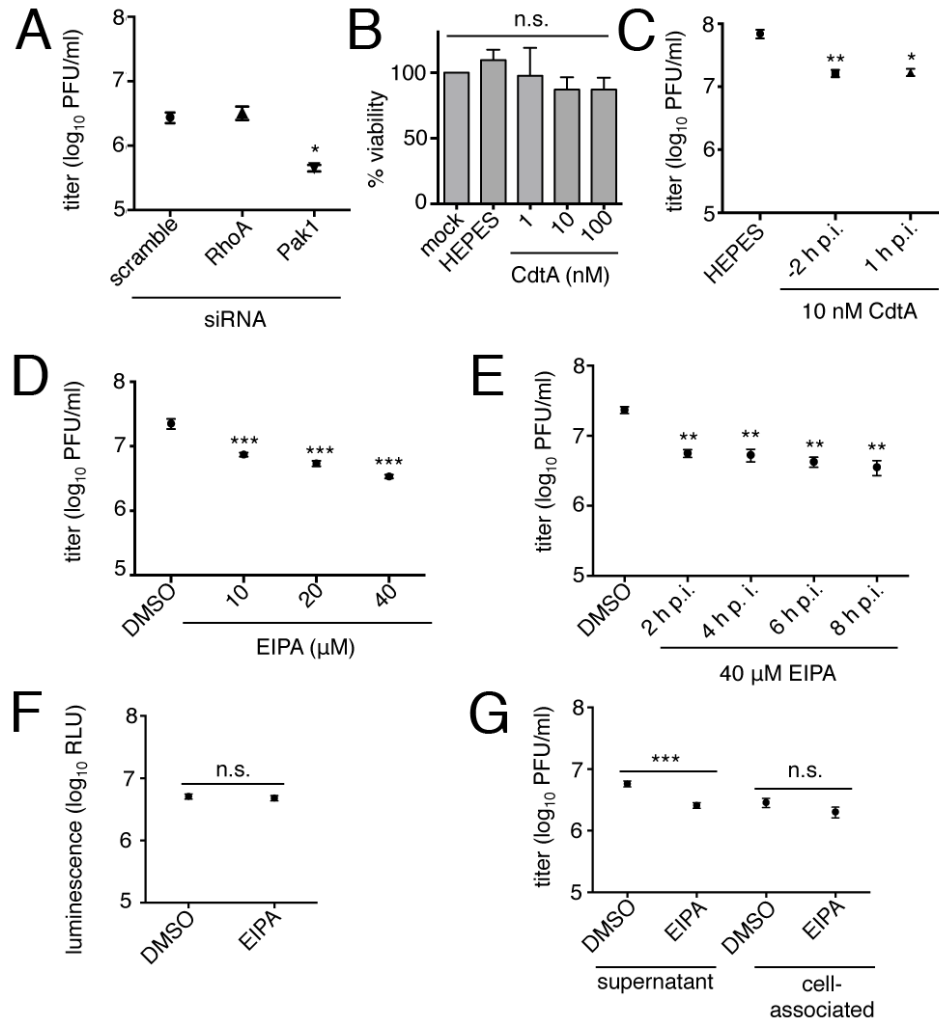 A
titer (log10 PFU/ml)
8
7
6
5
*
scramble
RhoA
Pak1
siRNA
B
% viability
n.s.
100
50
0
mock
HEPES
1
10
100
CdtA (nM)
C
titer (log10 PFU/ml)
8
7
6
5
**
*
HEPES
-2h p.i.
1 h p.i.
10 nM CdtA
D
titer (log10 PFU/ml)
8
7
6
5
***
***
***
DMSO
10
20
40
EIPA (µM)
E
titer (log10 PFU/ml)
8
7
6
5
**
**
**
**
DMSO
2 h p.i.
4 h p. i.
6 h p.i.
8 h p.i.
40 µM EIPA
F
luminescence (log10 RLU)
8
7
6
5
n.s.
DMSO
EIPA
G
titer (log10 PFU/ml)
8
7
6
5
***
n.s.
DMSO
EIPA
DMSO
EIPA
supernatant
cell-
associated